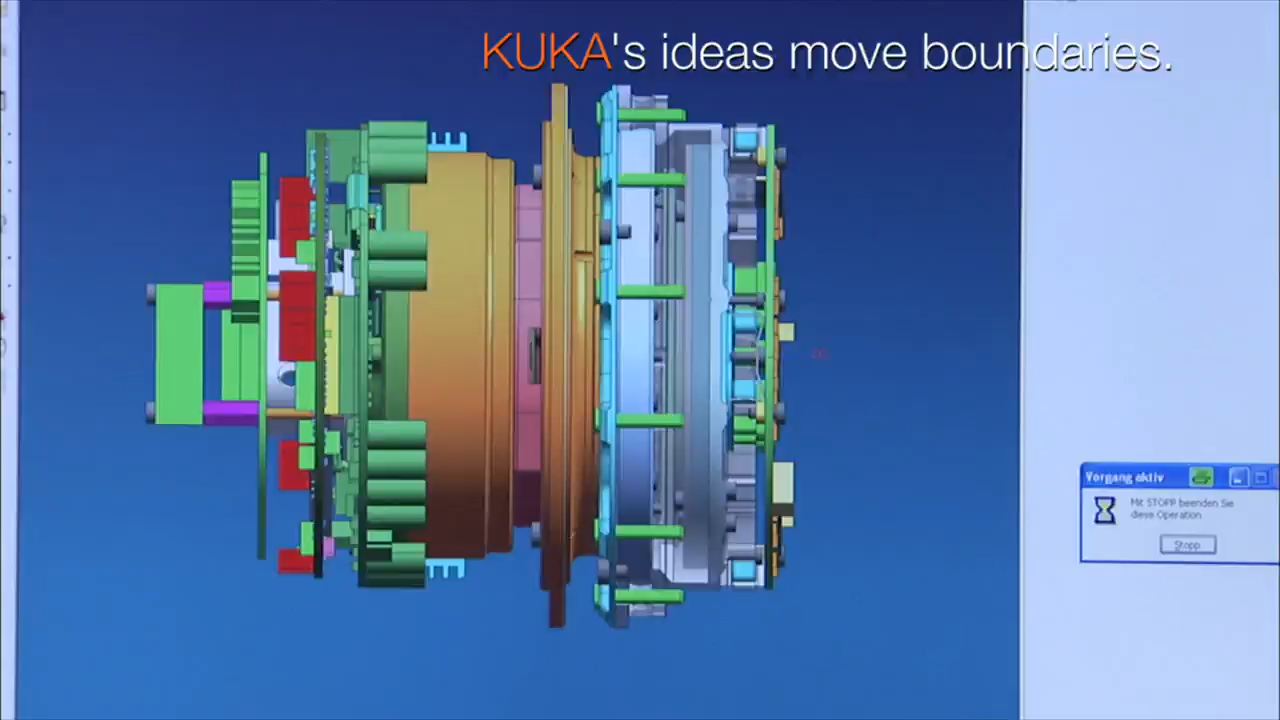 KUKA's ideas move boundaries.
Vorgang aktiv
Mit STOPP beenden Sie
diese Operation
Stopp